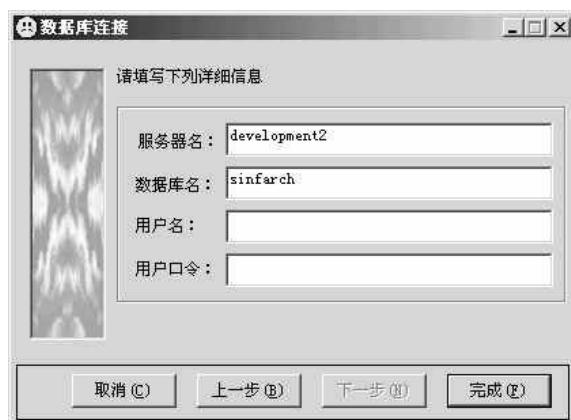 数据库连接
请填写下列详细信息
服务器名： development2
数据库名： sinfarch
用户名：
用户口令：
取消(C) 上一步(B) 下一步(N) 完成(F)